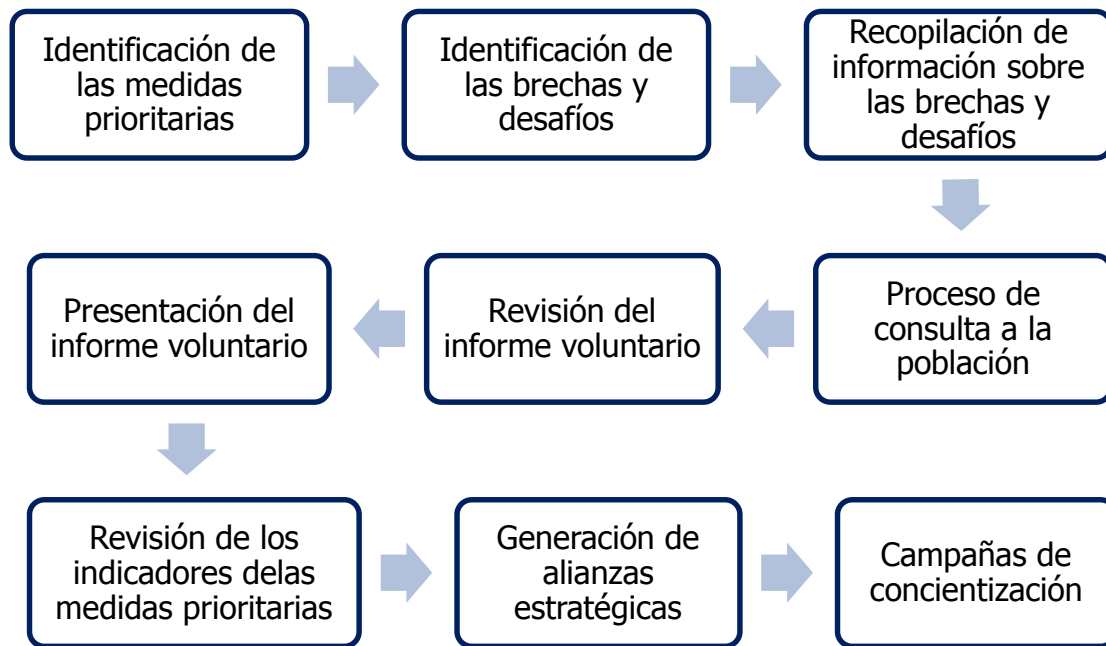 Identificación de
las medidas
prioritarias
Identificación de
las brechas y
desafíos
Recopilación de
información sobre
las brechas y
desafíos
Proceso de
consulta a la
población
Revisión del
informe voluntario
Presentación del
informe voluntario
Revisión de los
indicadores delas
medidas prioritarias
Generación de
alianzas
estratégicas
Campañas de
concientización